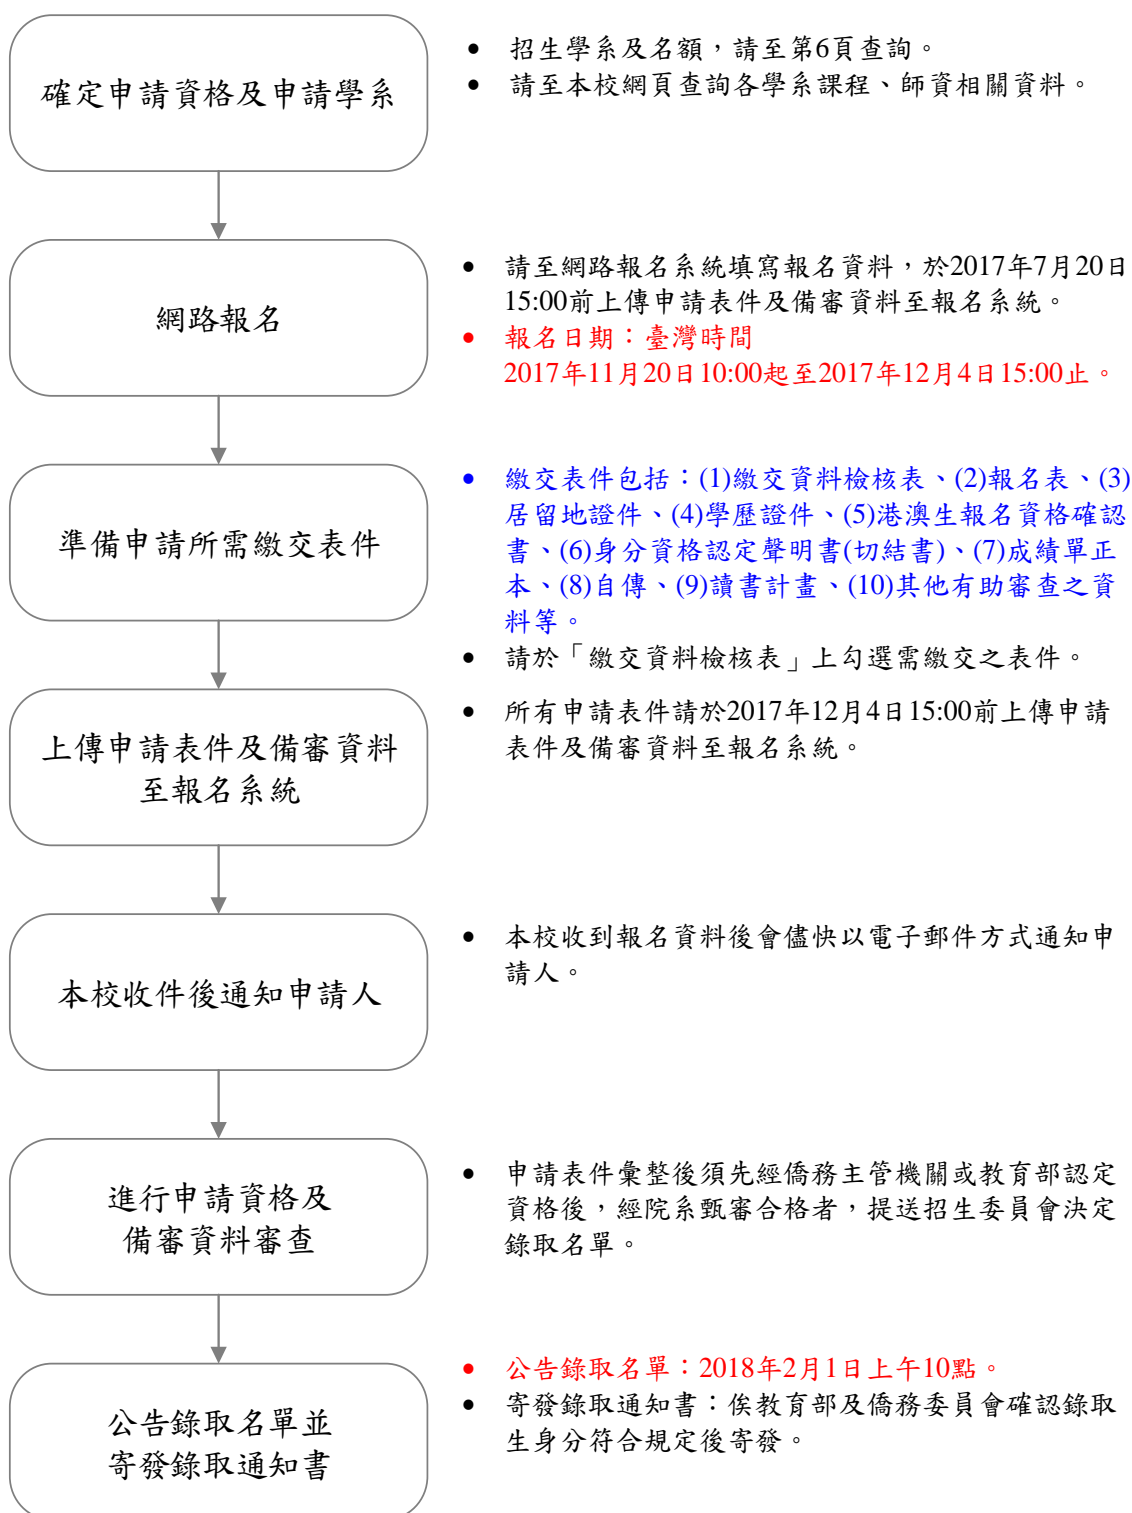 確定申請資格及申請學系
• 招生學系及名額，請至第6頁查詢。
• 請至本校網頁查詢各學系課程、師資相關資料。
網路報名
• 請至網路報名系統填寫報名資料，於2017年7月20日
15:00前上傳申請表件及備審資料至報名系統。
• 報名日期：臺灣時間
2017年11月20日10:00起至2017年12月4日15:00止。
準備申請所需繳交表件
• 繳交表件包括：(1)繳交資料檢核表、(2)報名表、(3)
居留地證件、(4)學歷證件、(5)港澳生報名資格確認
書、(6)身分資格認定聲明書(切結書)、(7)成績單正
本、(8)自傳、(9)讀書計畫、(10)其他有助審查之資
料等。
• 請於「繳交資料檢核表」上勾選需繳交之表件。
上傳申請表件及備審資料
至報名系統
• 所有申請表件請於2017年12月4日15:00前上傳申請
表件及備審資料至報名系統。
本校收件後通知申請人
• 本校收到報名資料後會儘快以電子郵件方式通知申
請人。
進行申請資格及
備審資料審查
• 申請表件彙整後須先經僑務主管機關或教育部認定
資格後，經院系甄審合格者，提送招生委員會決定
錄取名單。
公告錄取名單並
寄發錄取通知書
• 公告錄取名單：2018年2月1日上午10點。
• 寄發錄取通知書：俟教育部及僑務委員會確認錄取
生身分符合規定後寄發。